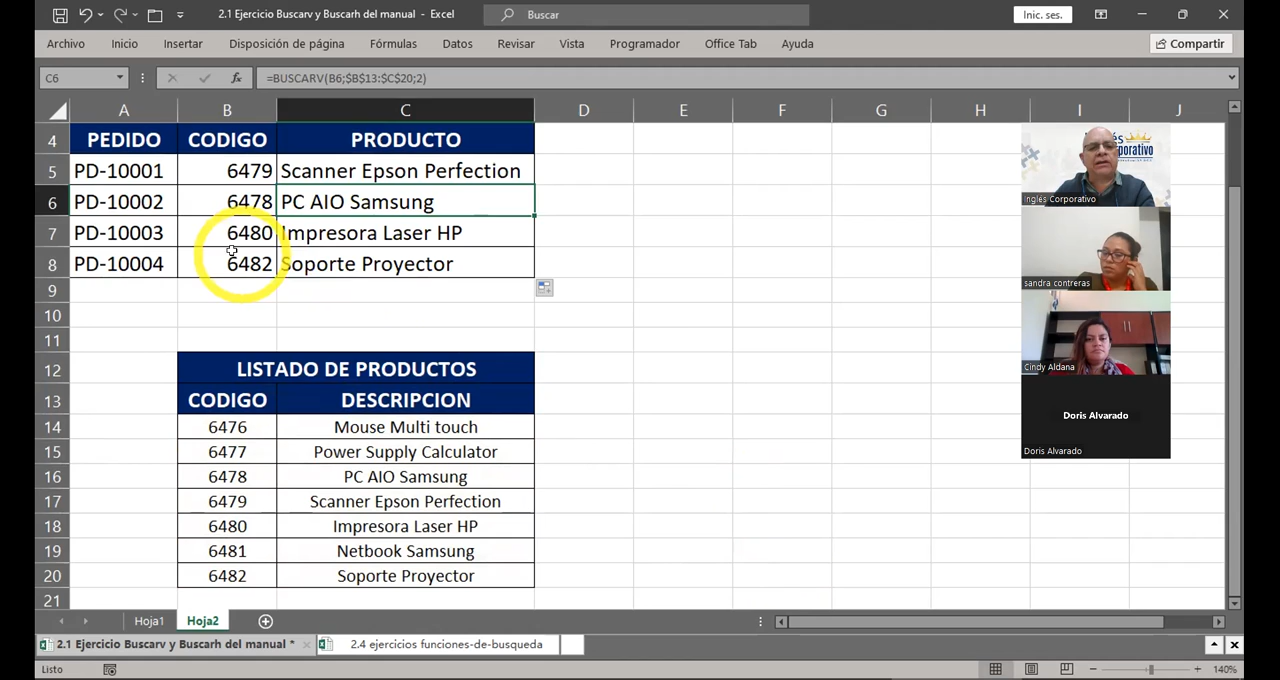 2.1 Ejercicio Buscarv y Buscarh del manual - Excel
Buscar
Inic. ses.
Archivo Inicio Insertar Disposición de página Fórmulas Datos Revisar Vista Programador Office Tab Ayuda
Compartir
C6
fx
=BUSCARV(B6;$B$13:$C$20;2)
A B C D E F G H I J
4 PEDIDO CODIGO PRODUCTO
5 PD-10001 6479 Scanner Epson Perfection
6 PD-10002 6478 PC AIO Samsung
7 PD-10003 6480 Impresora Laser HP
8 PD-10004 6482 Soporte Proyector
9
10
11
12 LISTADO DE PRODUCTOS
13 CODIGO DESCRIPCION
14 6476 Mouse Multi touch
15 6477 Power Supply Calculator
16 6478 PC AIO Samsung
17 6479 Scanner Epson Perfection
18 6480 Impresora Laser HP
19 6481 Netbook Samsung
20 6482 Soporte Proyector
21
Inglés Corporativo
sandra contreras
Cindy Aldana
Doris Alvarado
Doris Alvarado
Hoja1 Hoja2
2.1 Ejercicio Buscarv y Buscarh del manual *
2.4 ejercicios funciones-de-busqueda
Listo
140%